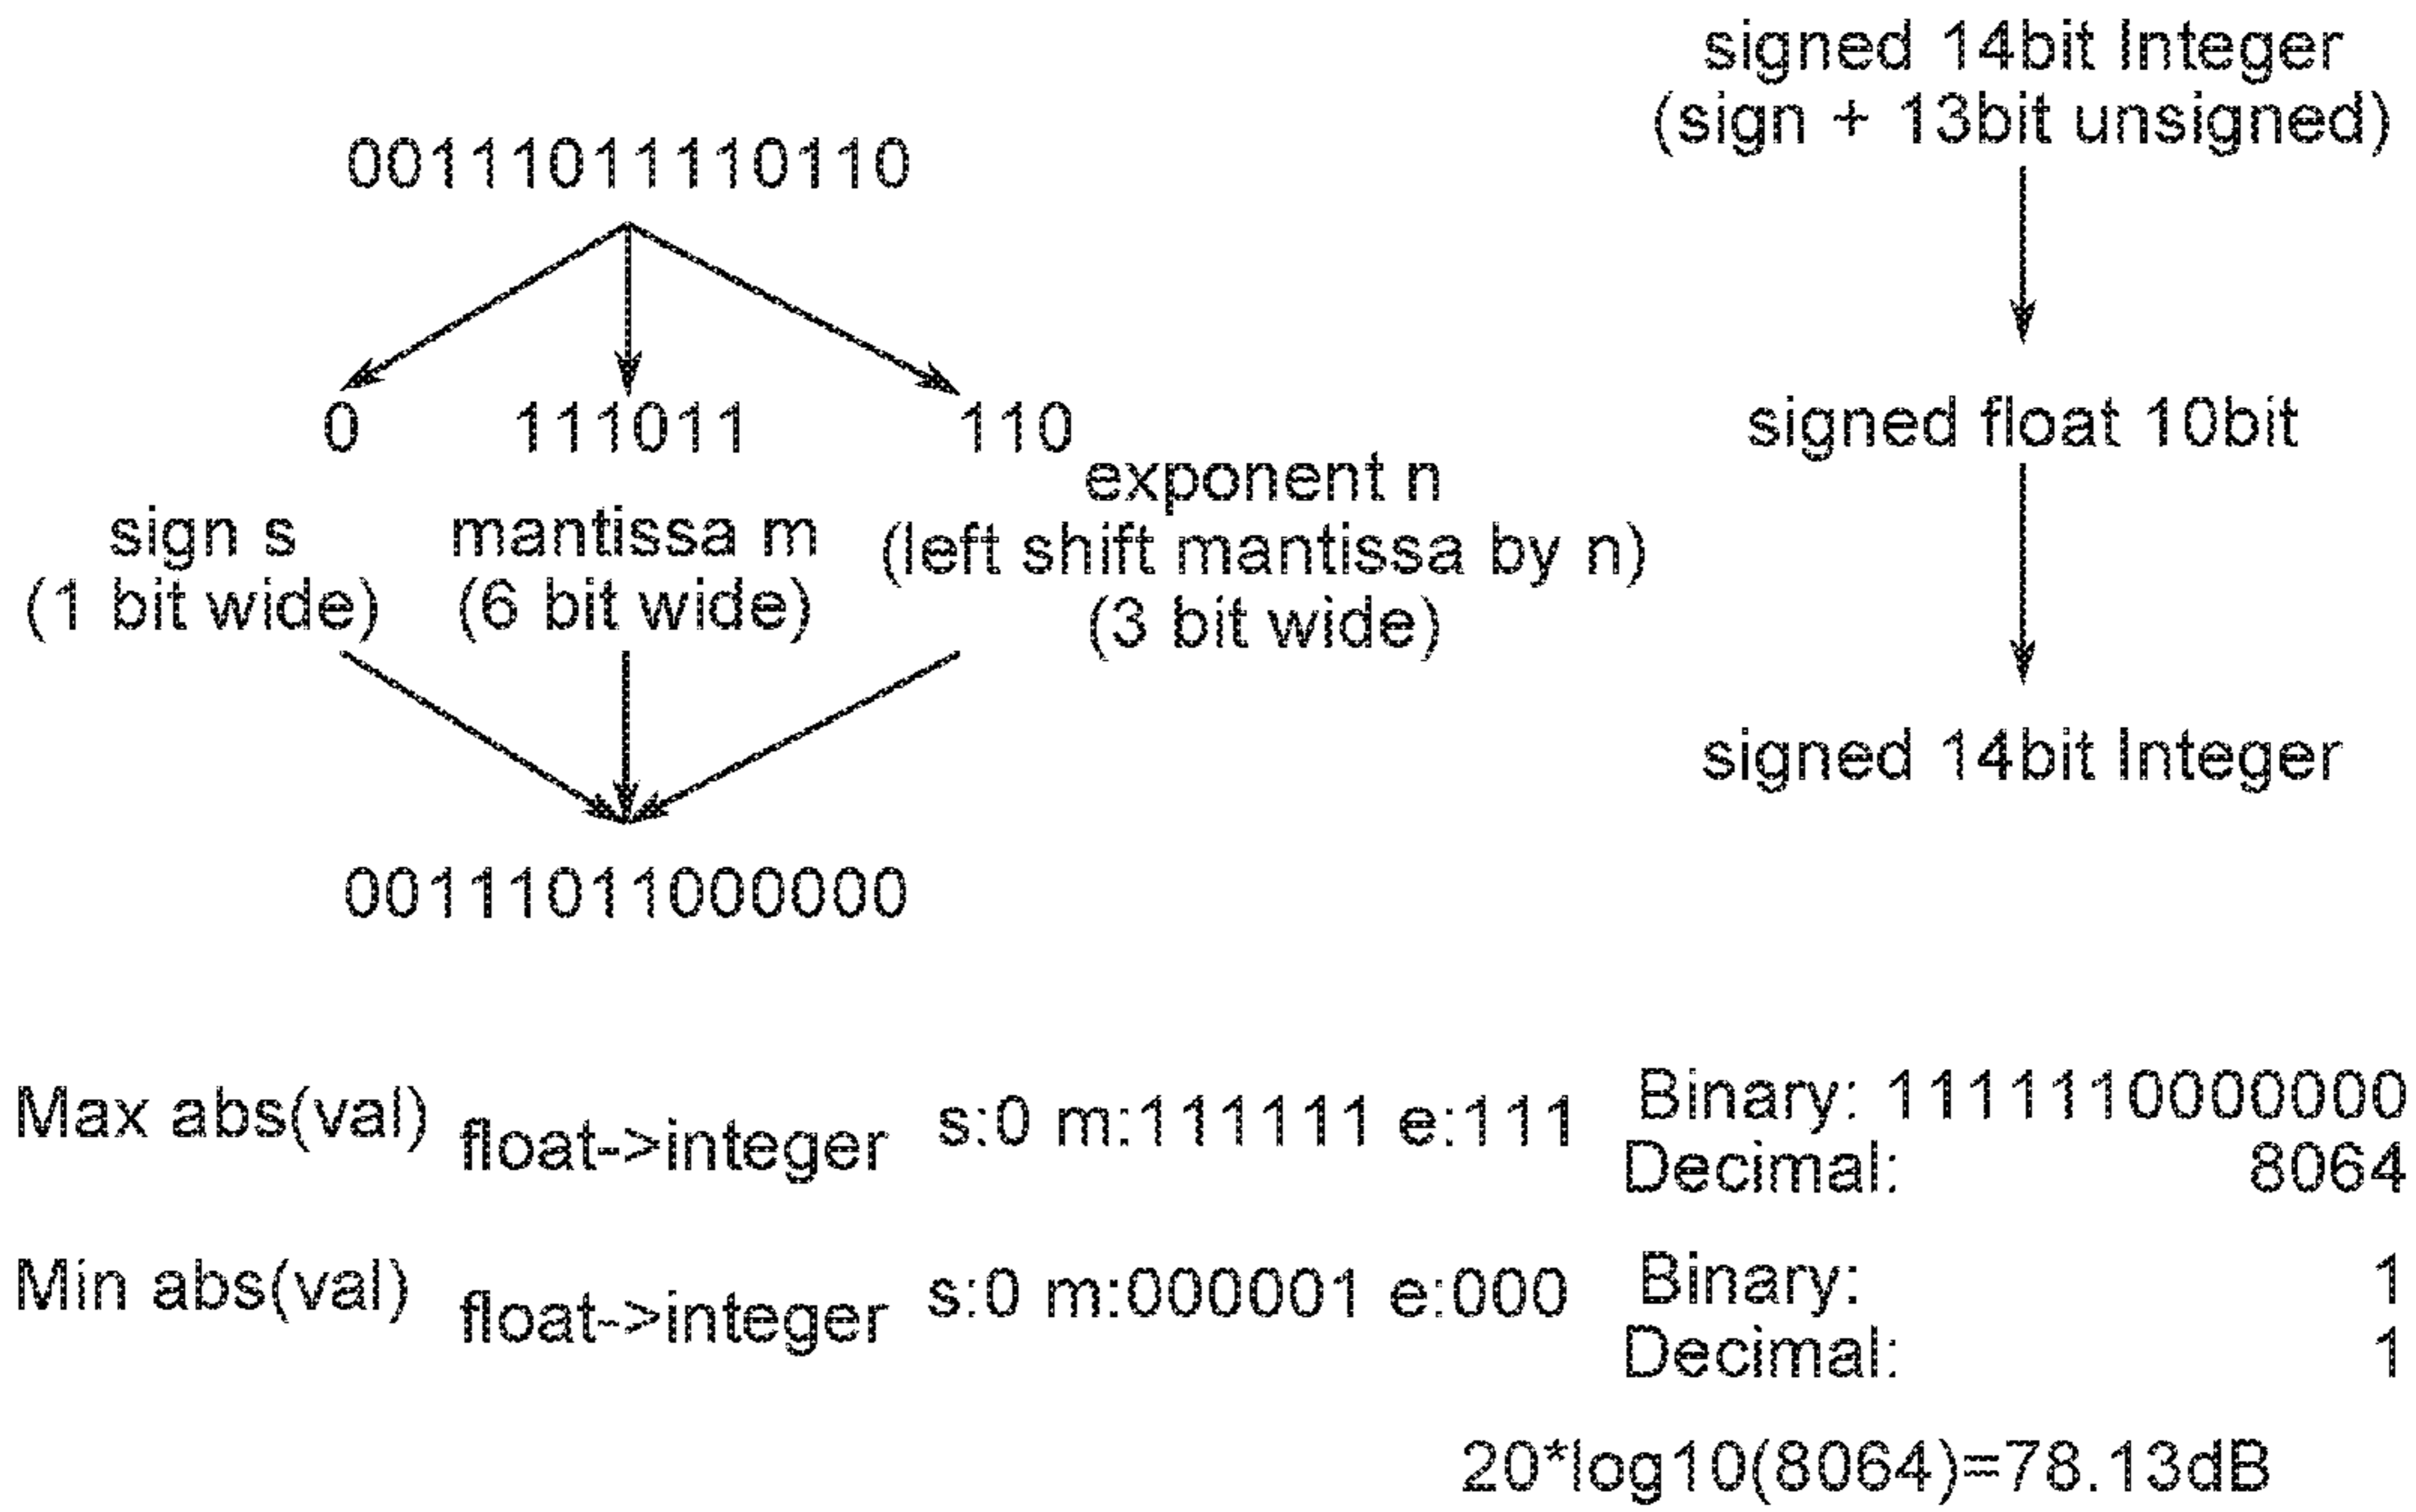 signed 14bit Integer
(sign + 13bit unsigned)
00111011110110
0 111011 110
signed float 10bit
exponent n
sign s mantissa m (left shift mantissa by n)
(1 bit wide) (6 bit wide) (3 bit wide)
signed 14bit Integer
00111011000000
Max abs(val) float->integer s:0 m:111111 e:111 Binary: 1111110000000
Decimal: 8064
Min abs(val) float->integer s:0 m:000001 e:000 Binary: 1
Decimal: 1
20*log10(8064)=78.13dB